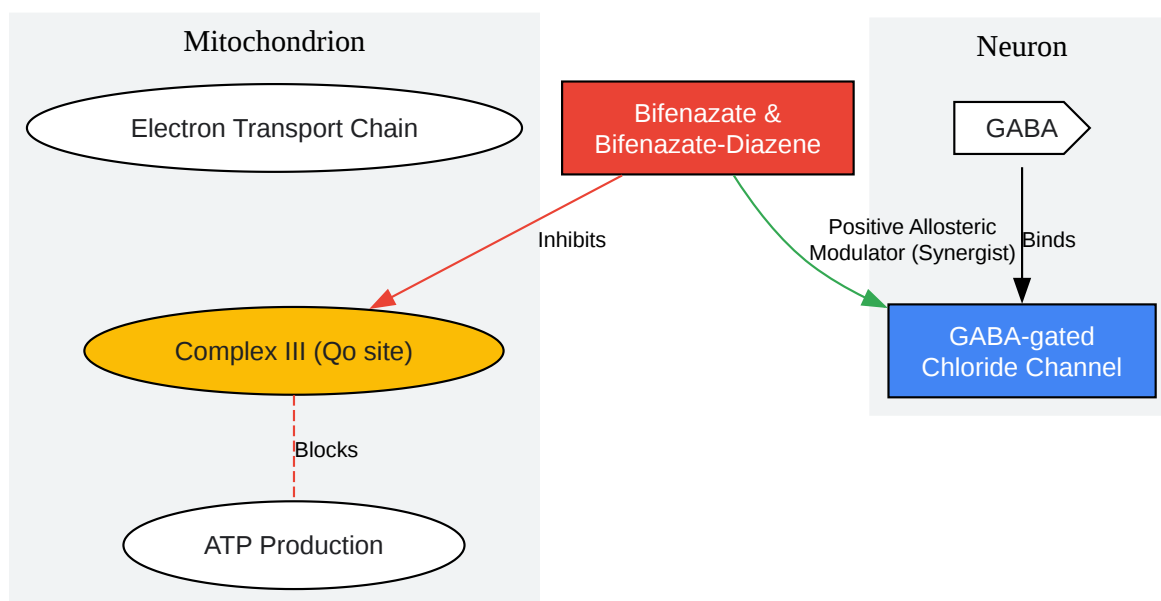 Mitochondrion
Electron Transport Chain
Bifenazate &
Bifenazate-Diazene
Neuron
GABA
Inhibits
Positive Allosteric
Modulator (Synergist)
Binds
Complex III (Qo site)
GABA-gated
Chloride Channel
Blocks
ATP Production